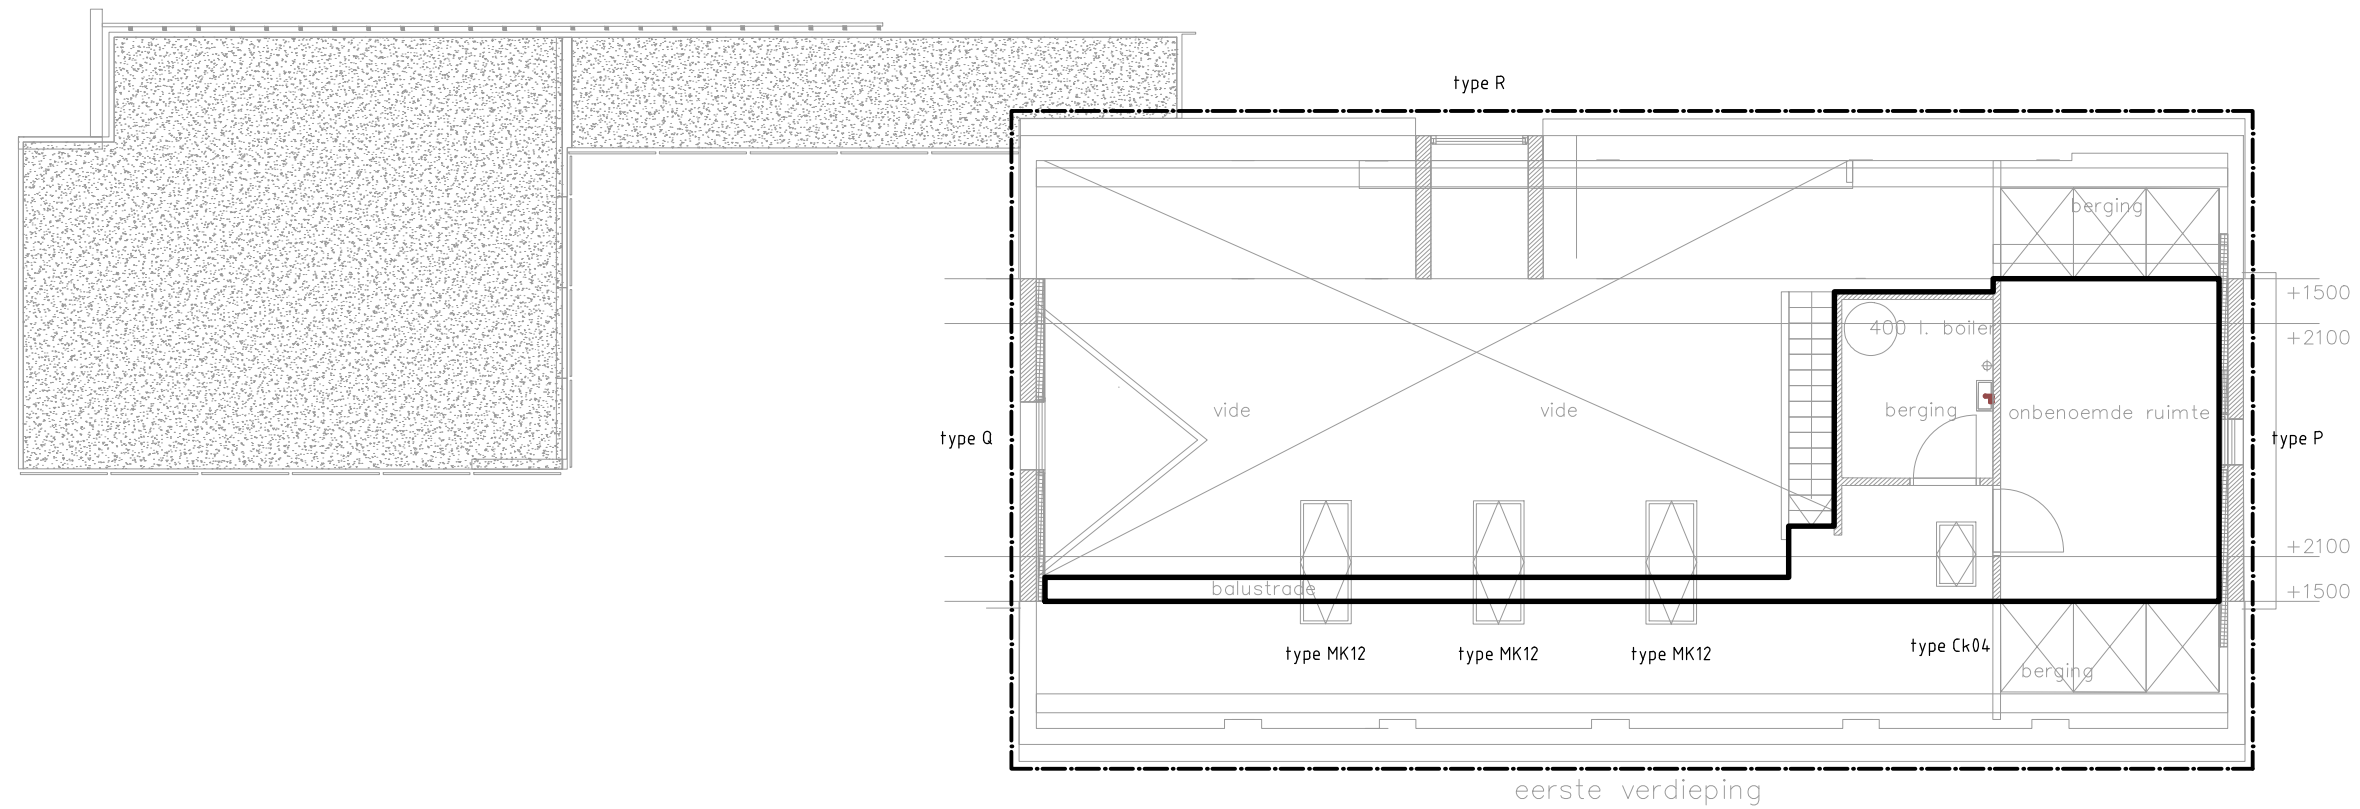 type R
berging
+1500
400 l. boiler
+2100
vide
vide
berging
onbenoemde ruimte
type Q
type P
+2100
balustrade
+1500
type MK12
type MK12
type MK12
type Ck04
berging
eerste verdieping